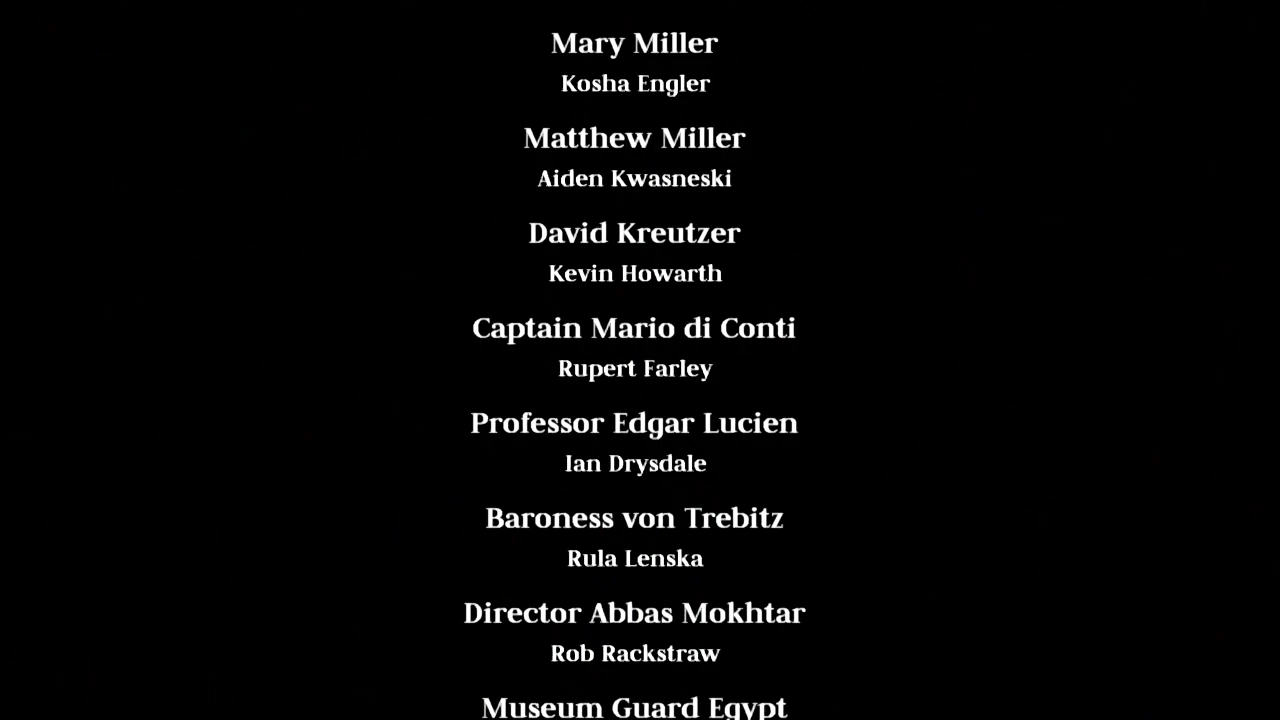 Mary Miller
Kosha Engler
Matthew Miller
Aiden Kwasneski
David Kreutzer
Kevin Howarth
Captain Mario di Conti
Rupert Farley
Professor Edgar Lucien
Ian Drysdale
Baroness von Trebitz
Rula Lenska
Director Abbas Mokhtar
Rob Rackstraw
Museum Guard Egypt